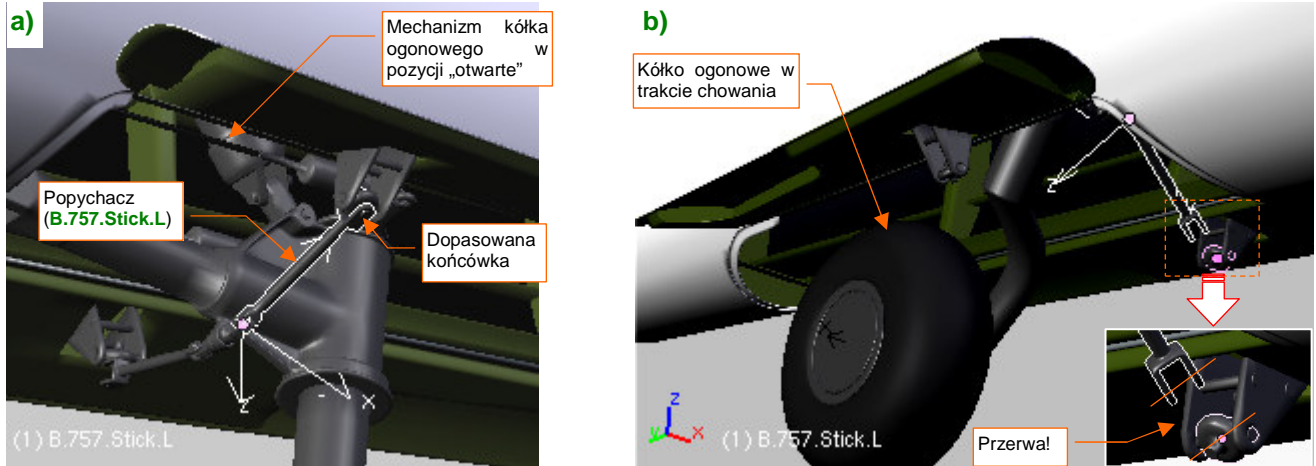 a)
Mechanizm kółka
ogonowego w
pozycji „otwarte”
Popychacz
(B.757.Stick.L)
Dopasowana
końcówka
Z
X
(1) B.757.Stick.L
b)
Kółko ogonowe w
trakcie chowania
Z
z
y
x
(1) B.757.Stick.L
Przerwa!